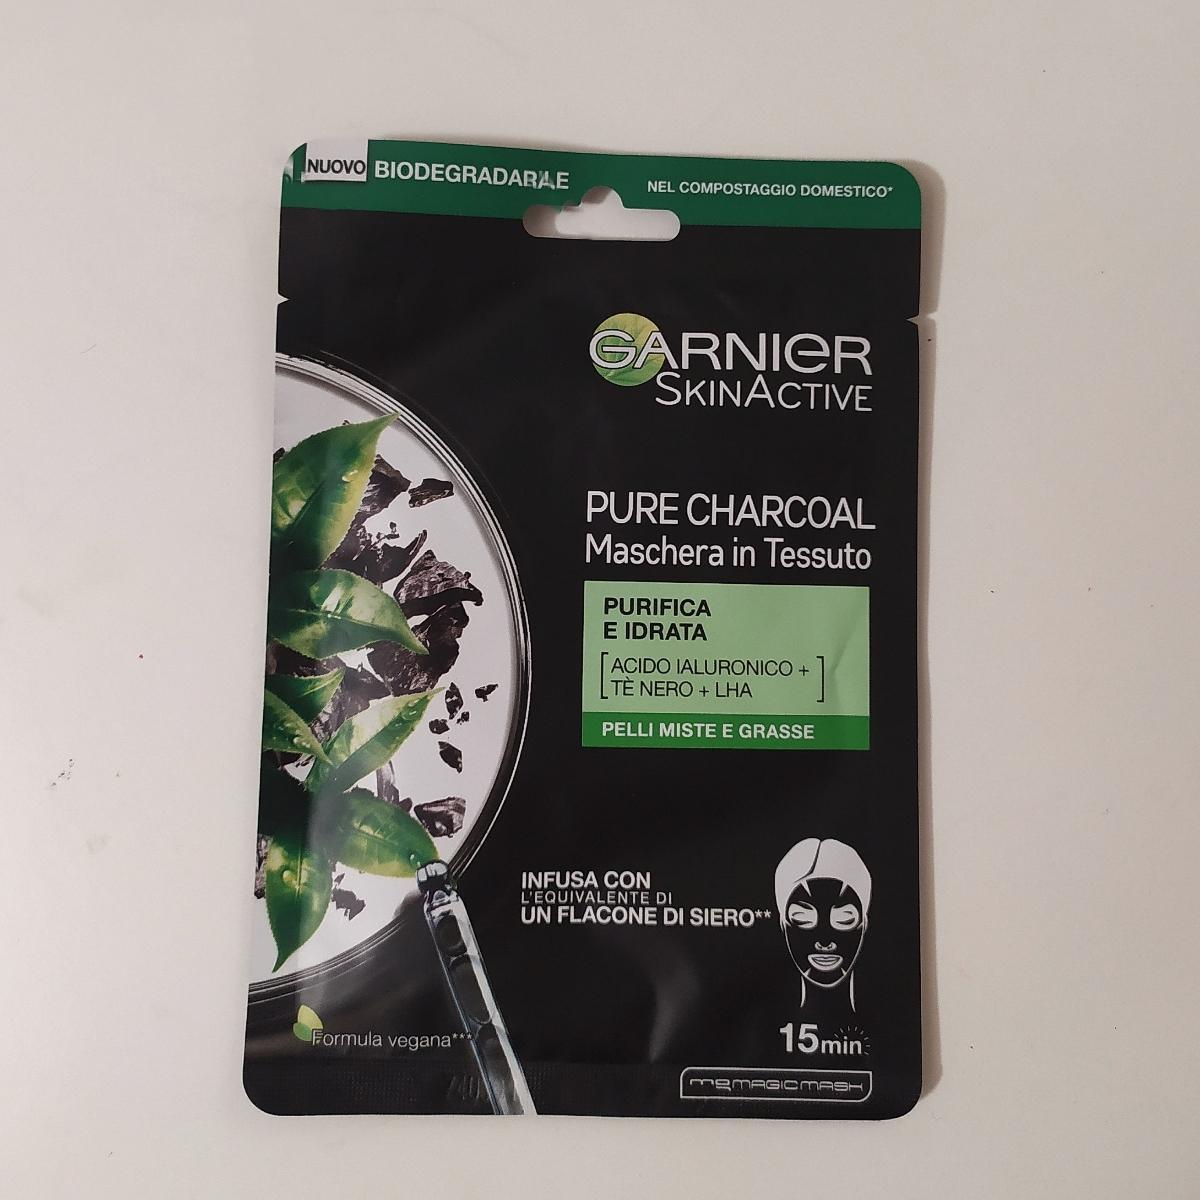 NUOVO BIODEGRADABILE
NEL COMPOSTAGGIO DOMESTICO*
GARNIER
SKINACTIVE
PURE CHARCOAL
Maschera in Tessuto
PURIFICA
E IDRATA
[ACIDO IALURONICO +
TÈ NERO + LHA]
PELLI MISTE E GRASSE
INFUSA CON
L'EQUIVALENTE DI
UN FLACONE DI SIERO**
Formula vegana***
15min
mg MAGIC MASK